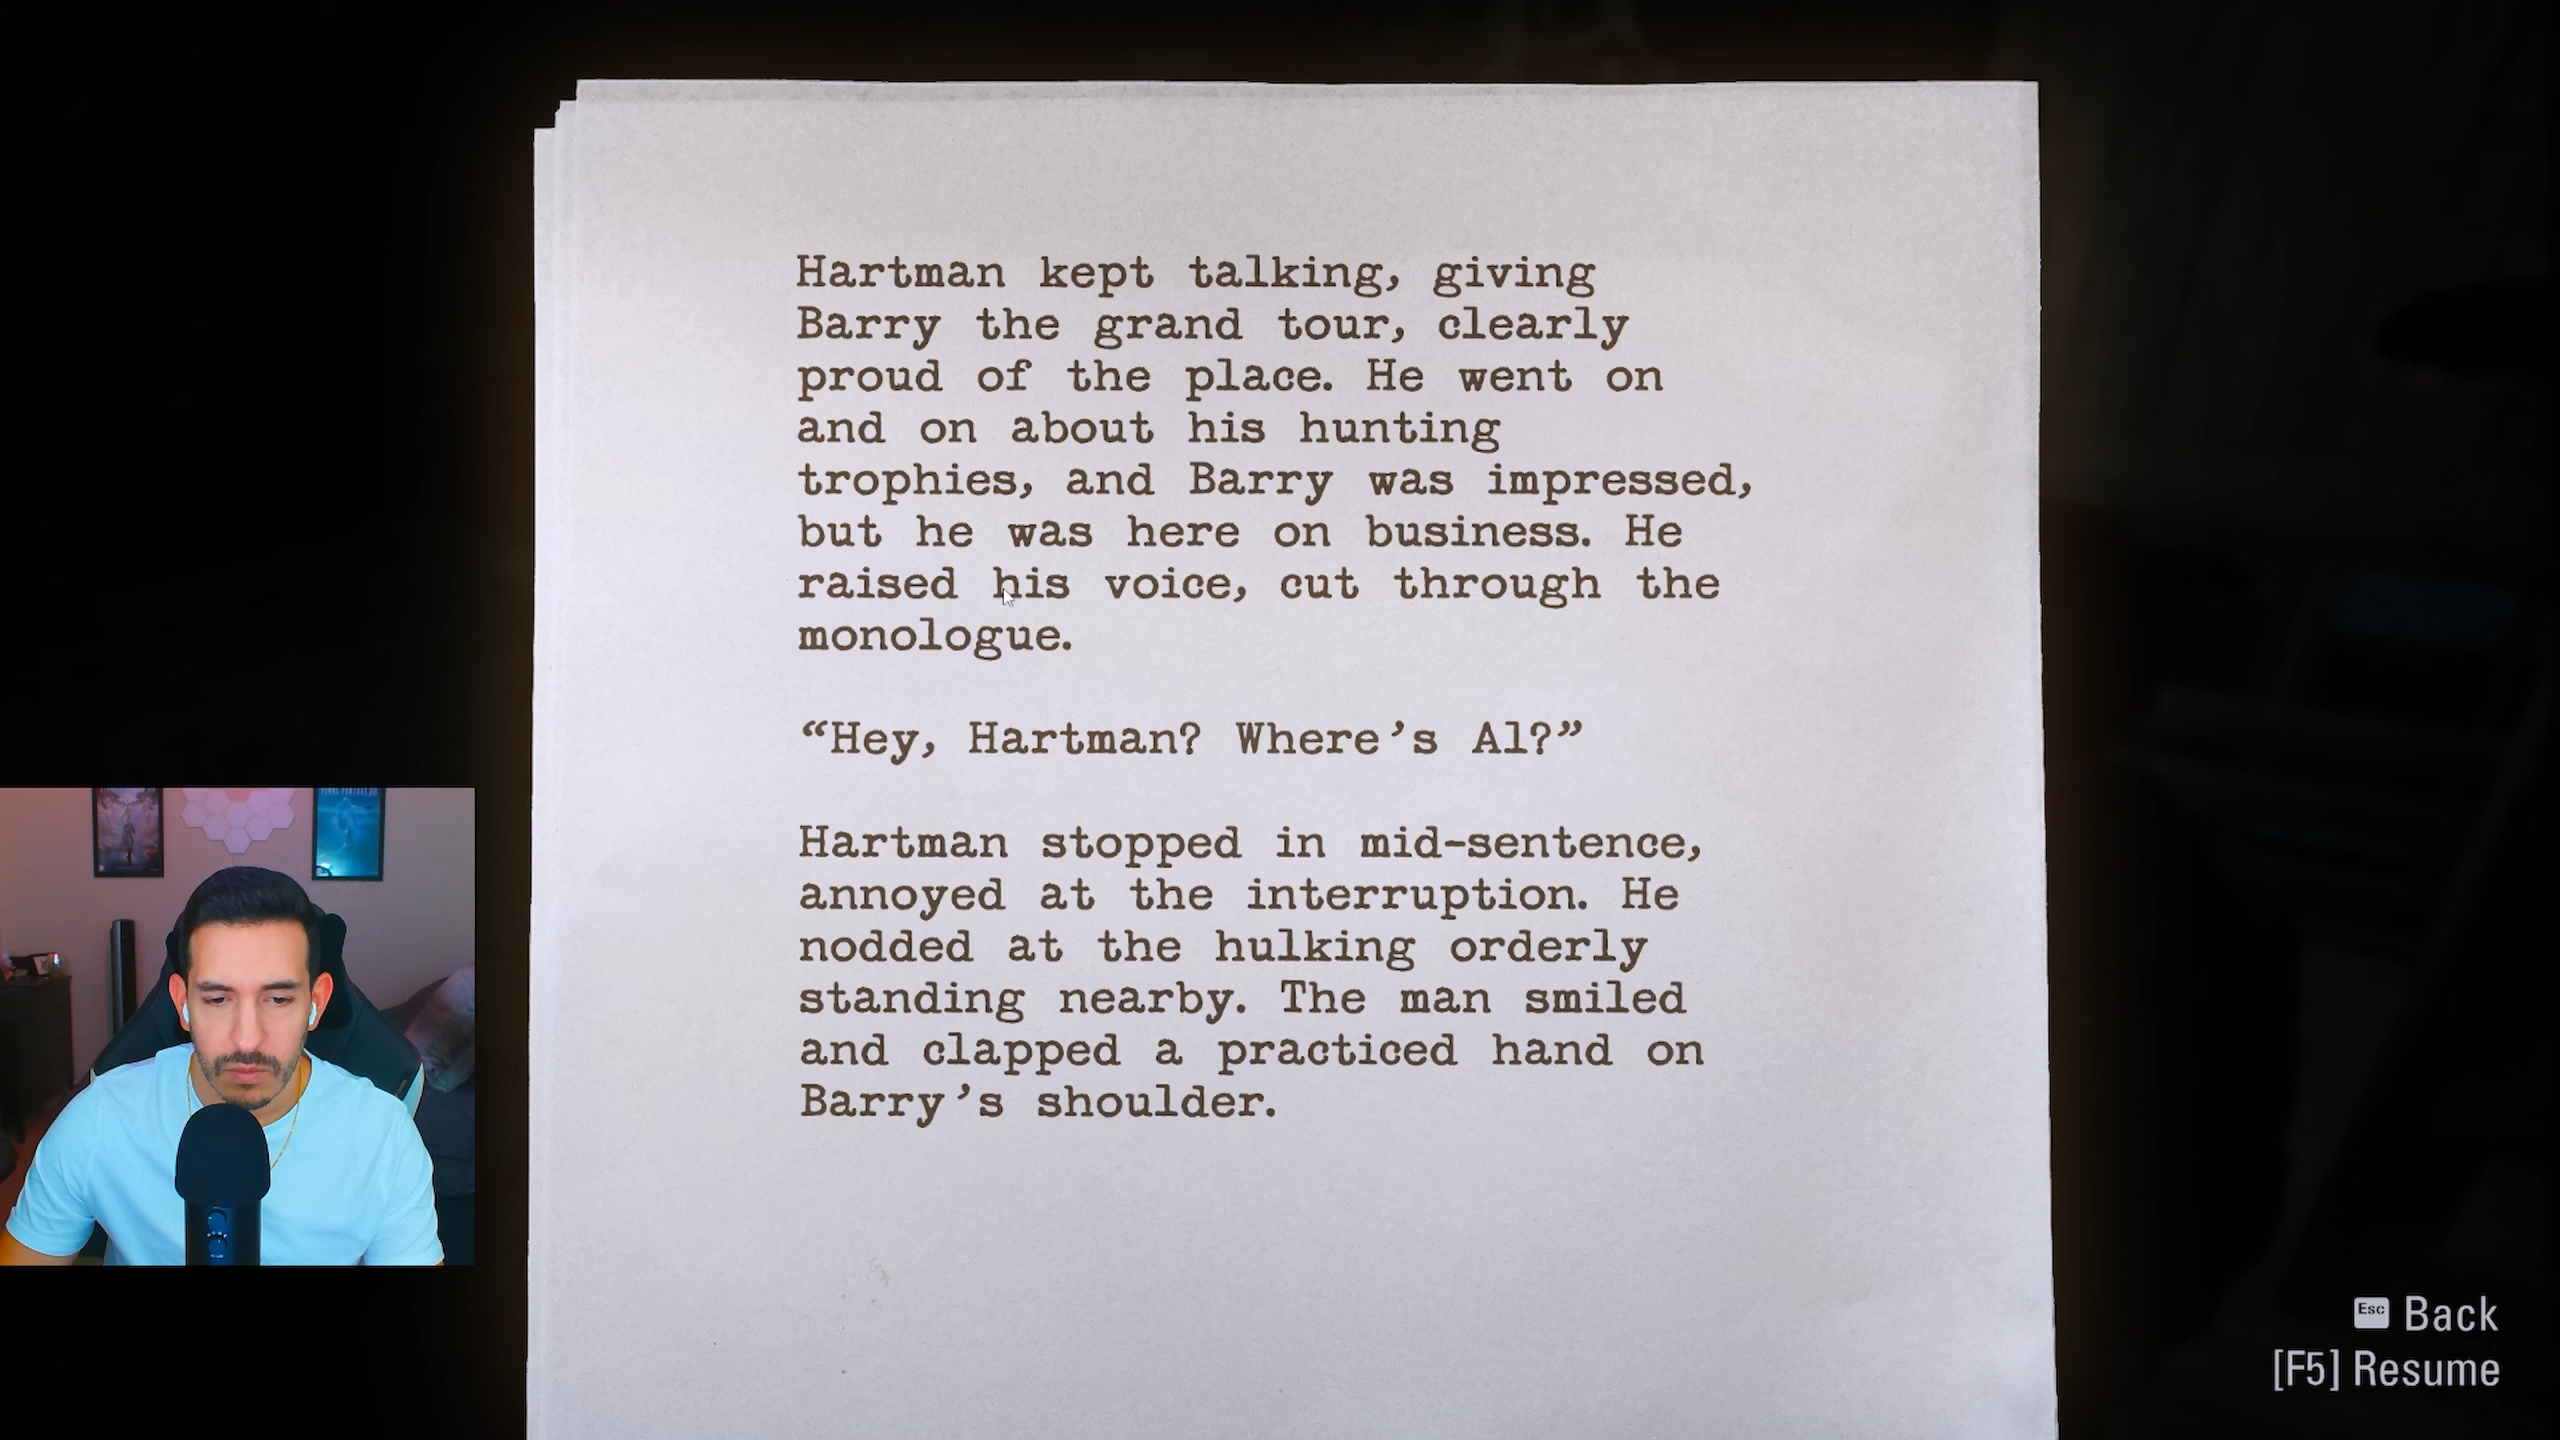 Hartman kept talking, giving
Barry the grand tour, clearly
proud of the place. He went on
and on about his hunting
trophies, and Barry was impressed,
but he was here on business. He
raised his voice, cut through the
monologue.
“Hey, Hartman? Where’s Al?”
Hartman stopped in mid-sentence,
annoyed at the interruption. He
nodded at the hulking orderly
standing nearby. The man smiled
and clapped a practiced hand on
Barry’s shoulder.
Esc Back
[F5] Resume